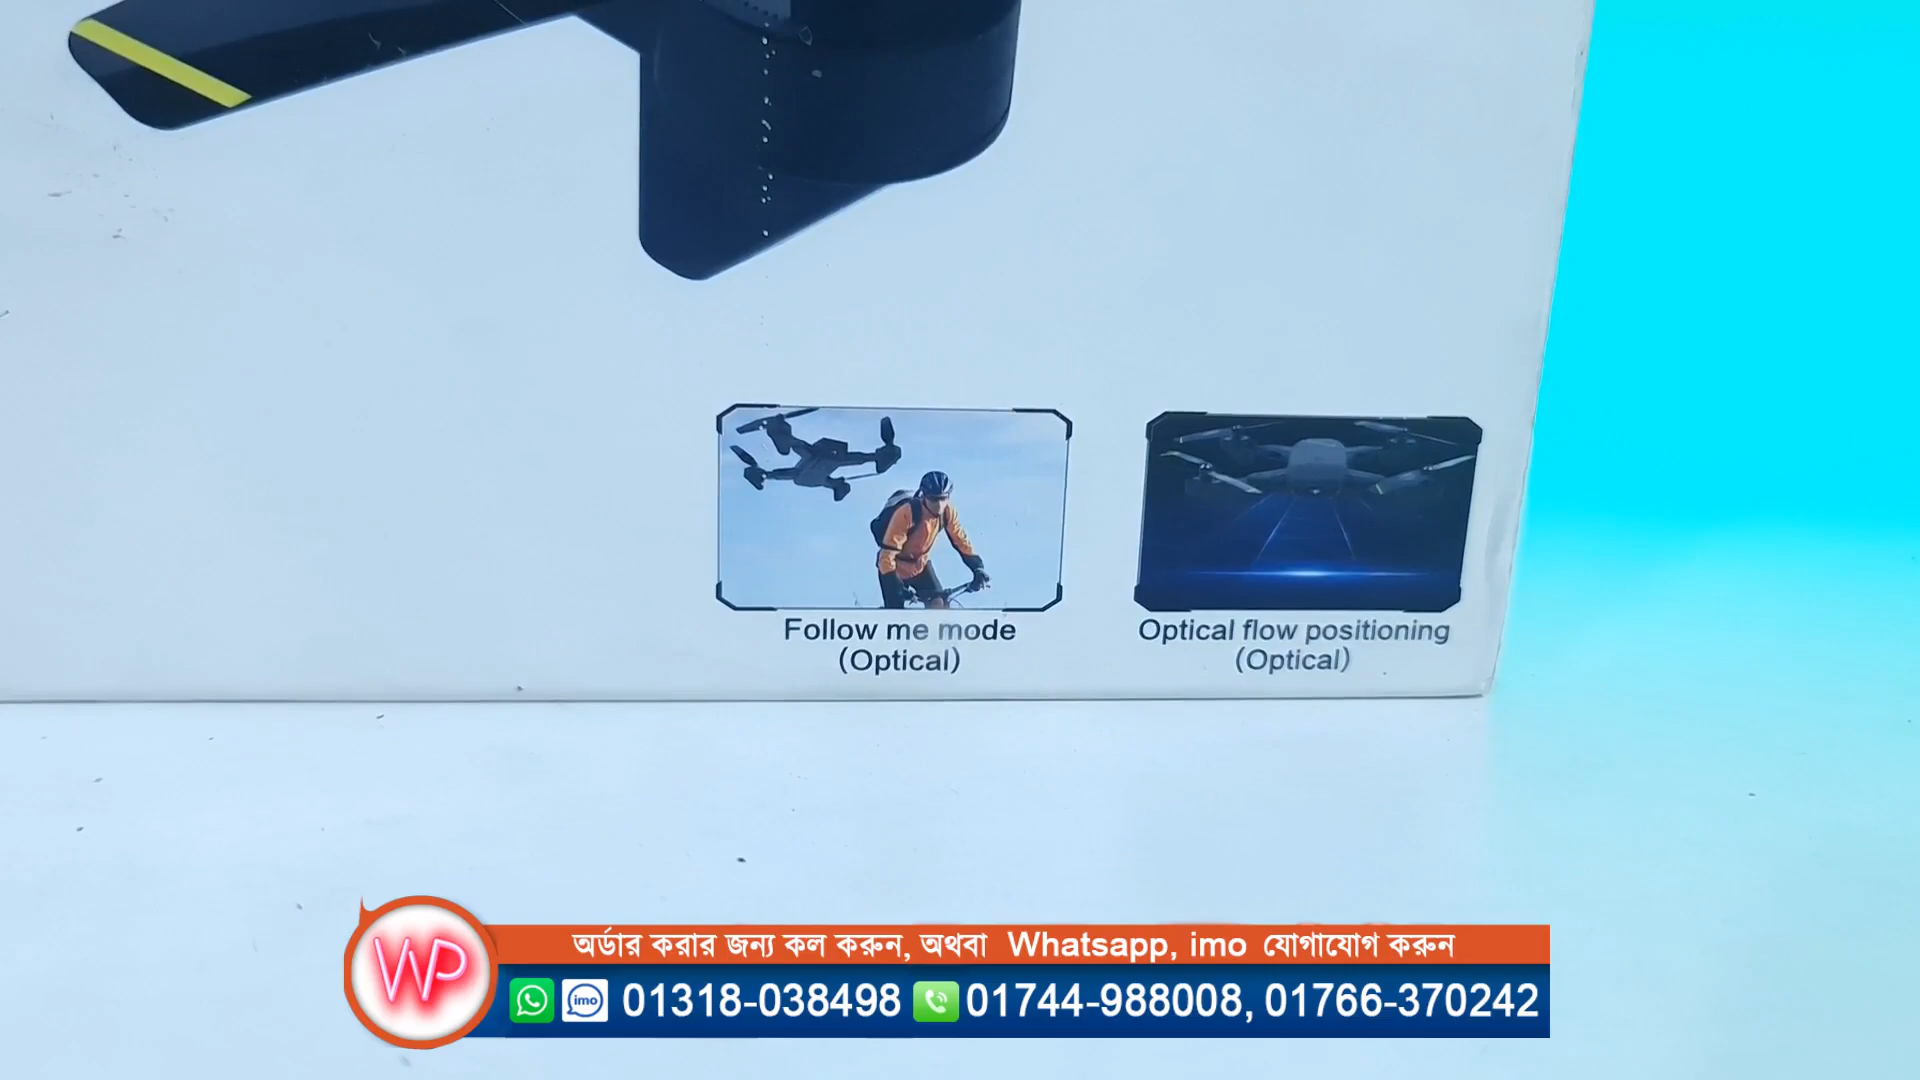 Follow me mode
(Optical)
Optical flow positioning
(Optical)
অর্ডার করার জন্য কল করুন, অথবা Whatsapp, imo যোগাযোগ করুন
WP
imo 01318-038498 01744-988008, 01766-370242